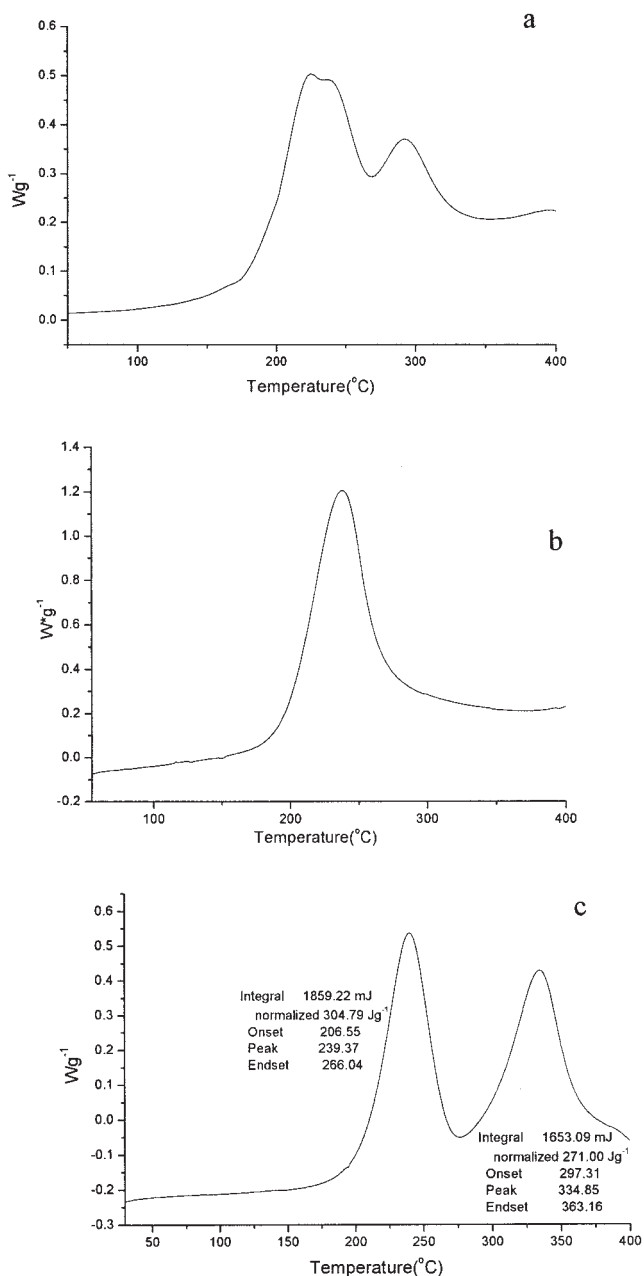 a
0.6
0.5
0.4
0.3
0.2
0.1
0.0
Wg-1
100 200 300 400
Temperature(°C)
1.4
1.2
1.0
0.8
0.6
0.4
0.2
0.0
-0.2
b
W*g-1
100 200 300 400
Temperature(°C)
c
0.6
0.5
0.4
0.3
0.2
0.1
0.0
-0.1
-0.2
-0.3
Wg-1
Integral 1859.22 mJ
normalized 304.79 Jg-1
Onset 206.55
Peak 239.37
Endset 266.04
Integral 1653.09 mJ
normalized 271.00 Jg-1
Onset 297.31
Peak 334.85
Endset 363.16
50 100 150 200 250 300 350 400
Temperature(°C)